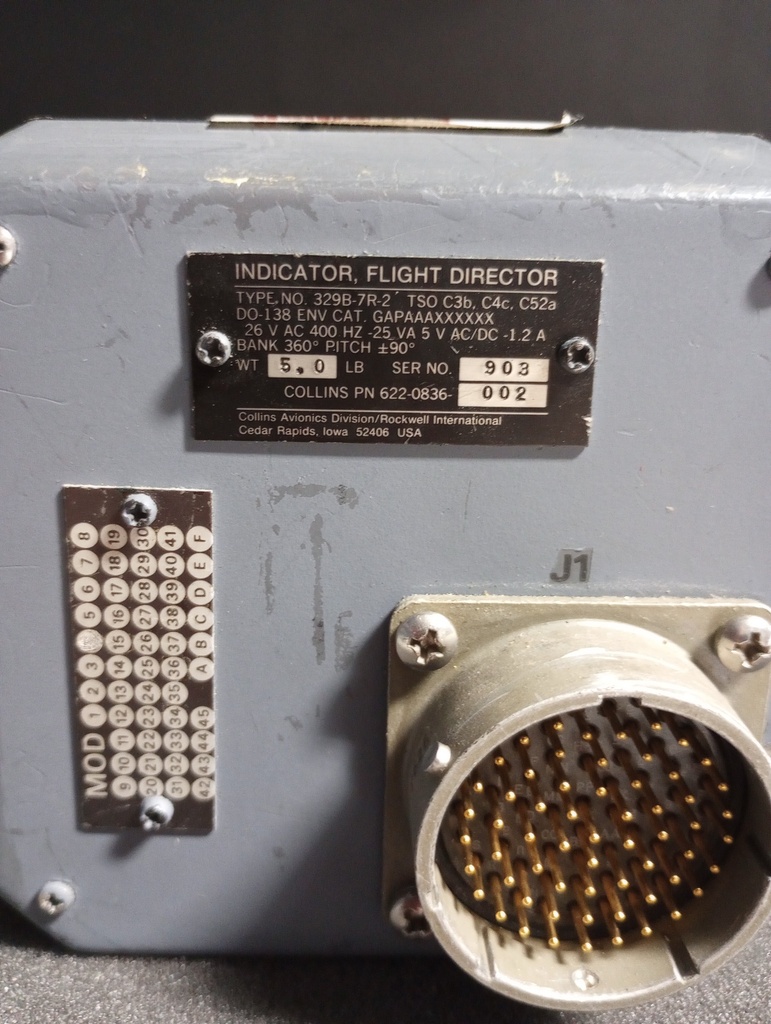 INDICATOR, FLIGHT DIRECTOR
TYPE NO. 329B-7R-2 TSO C3b, C4c, C52a
DO-138 ENV CAT. GAPAAAXXXXXX
26 V AC 400 HZ -25 VA 5 V AC/DC -1.2 A
BANK 360° PITCH ±90°
WT 5.0 LB SER NO. 903
COLLINS PN 622-0836- 002
Collins Avionics Division/Rockwell International
Cedar Rapids, Iowa 52406 USA
MOD 1 2 3 5 6 7 8
9 10 11 12 13 14 15 16 17 18 19
20 21 22 23 24 25 26 27 28 29 30
31 32 33 34 35 36 37 38 39 40 41
42 43 44 45 A B C D E F
J1